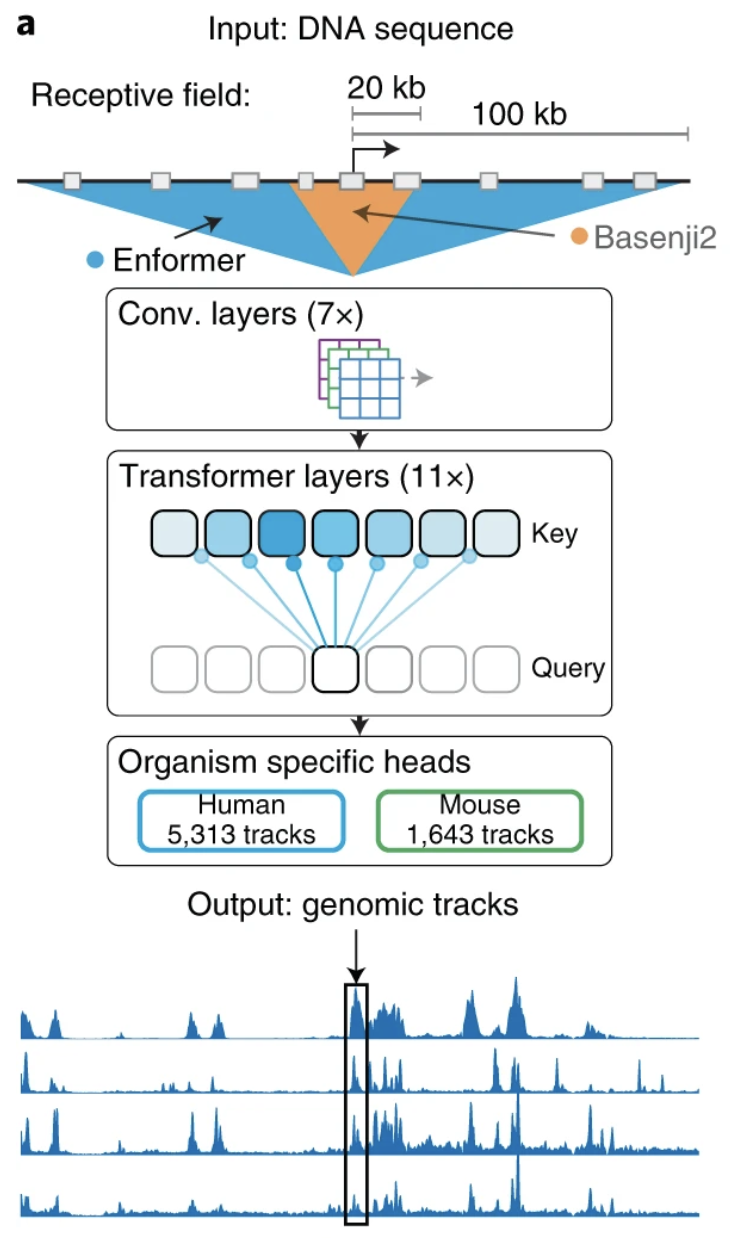 a
Input: DNA sequence
Receptive field:
20 kb
100 kb
Enformer
Basenji2
Conv. layers (7×)
Transformer layers (11×)
Key
Query
Organism specific heads
Human
5,313 tracks
Mouse
1,643 tracks
Output: genomic tracks